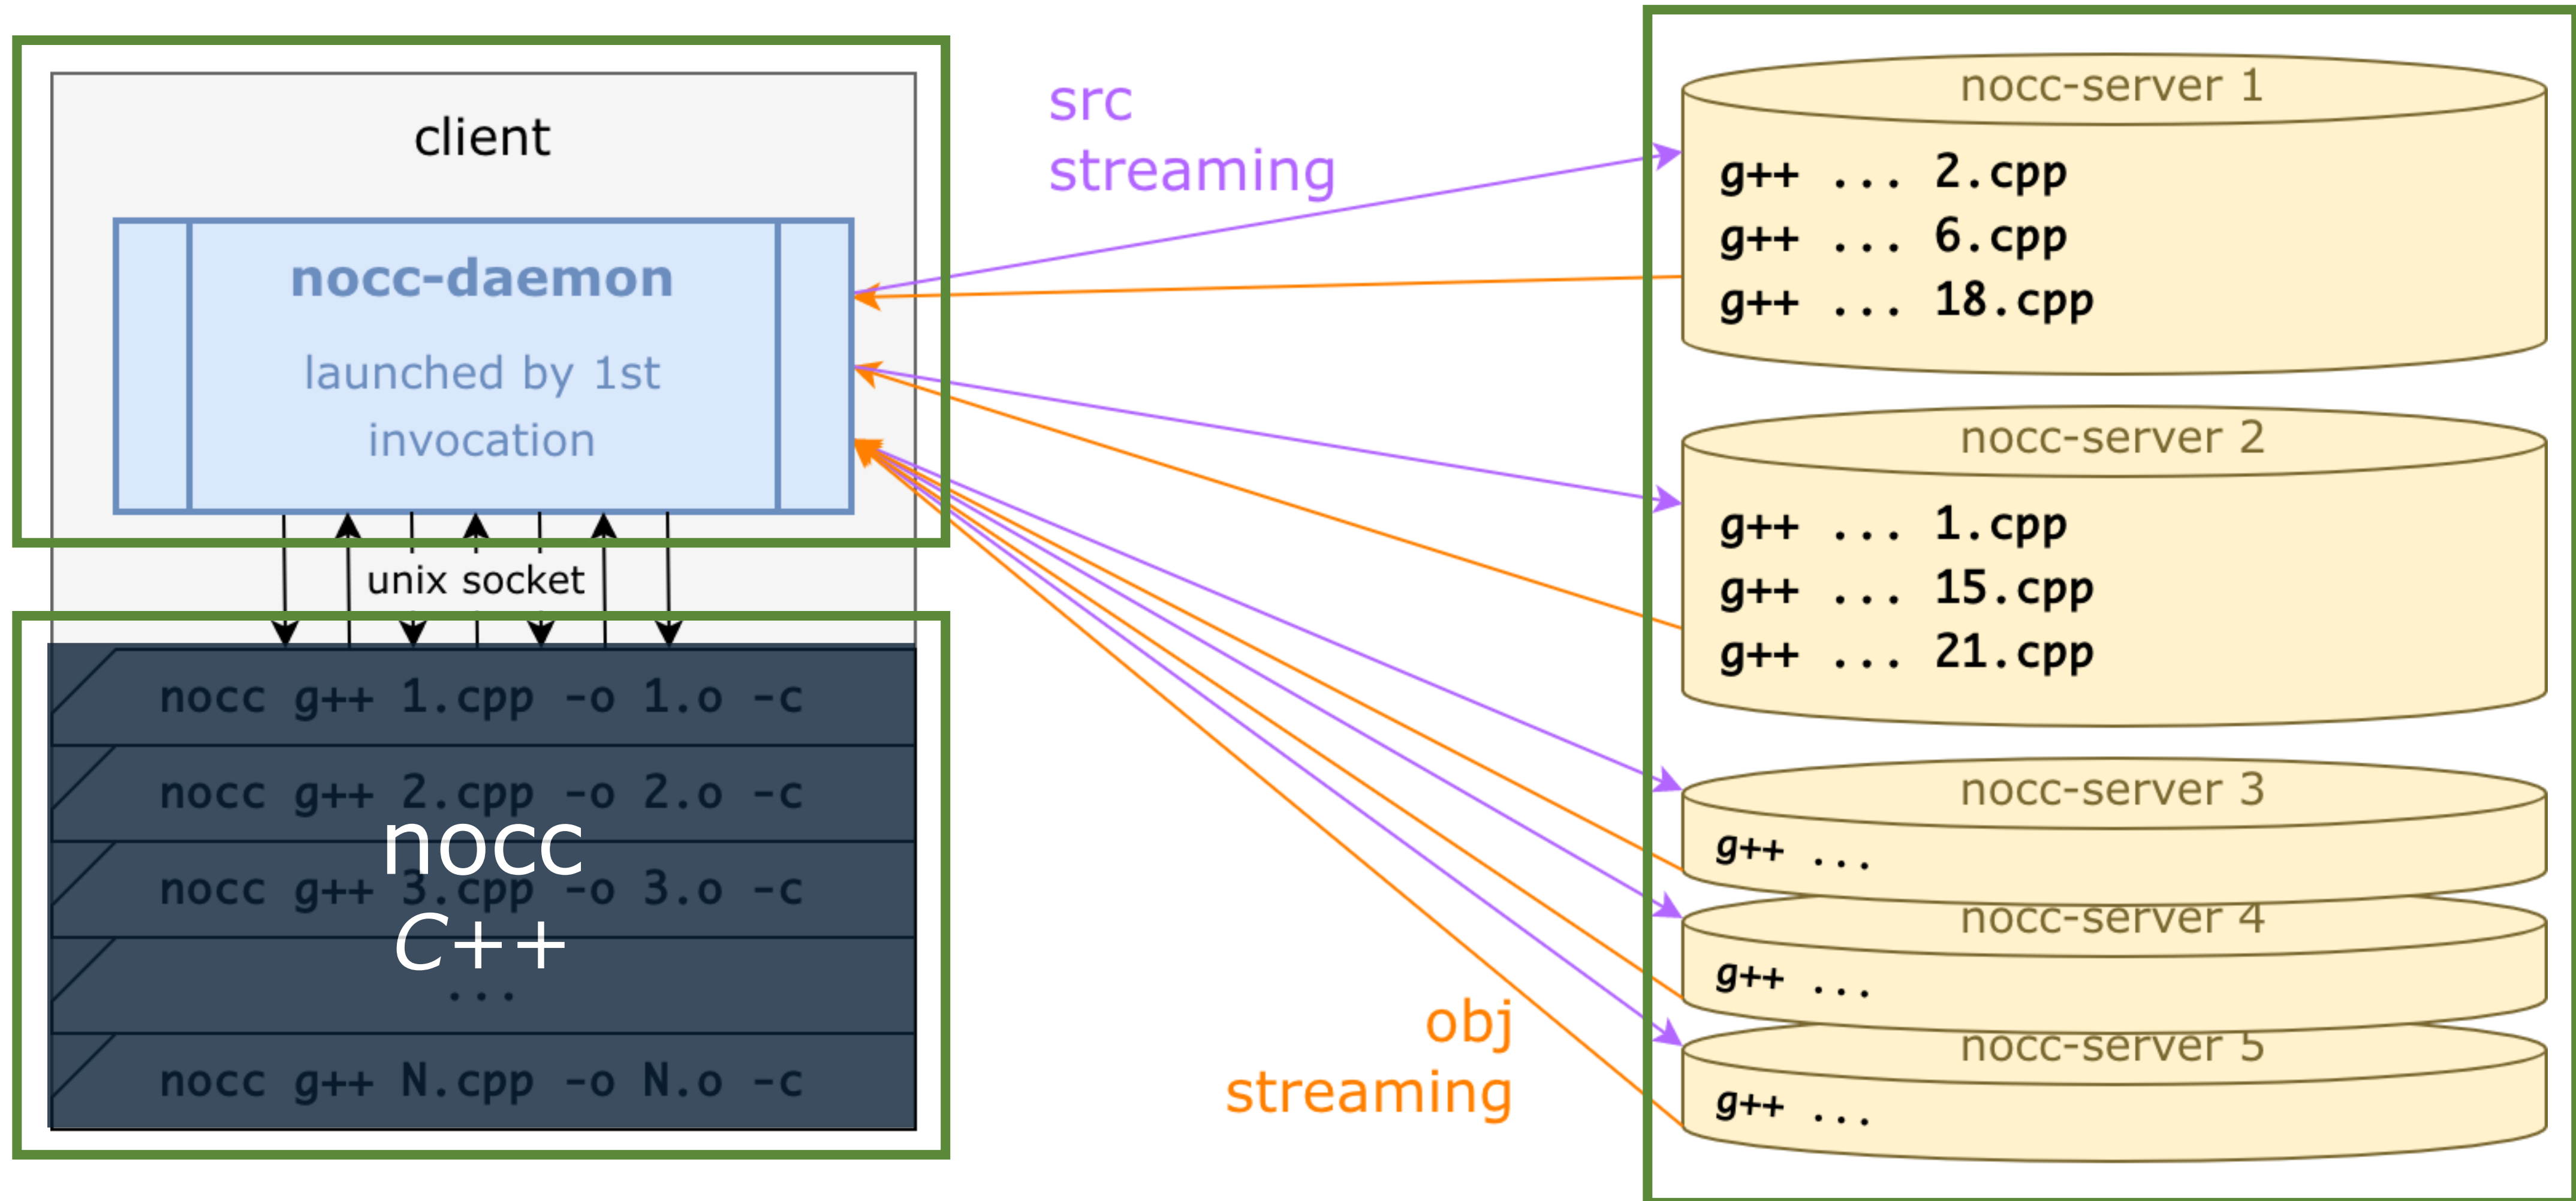 client
nocc-daemon
launched by 1st
invocation
unix socket
nocc g++ 1.cpp -o 1.o -c
nocc g++ 2.cpp -o 2.o -c
nocc
nocc g++ 3.cpp -o 3.o -c
C++
...
nocc g++ N.cpp -o N.o -c
src
streaming
obj
streaming
nocc-server 1
g++ ... 2.cpp
g++ ... 6.cpp
g++ ... 18.cpp
nocc-server 2
g++ ... 1.cpp
g++ ... 15.cpp
g++ ... 21.cpp
nocc-server 3
g++ ...
nocc-server 4
g++ ...
nocc-server 5
g++ ...